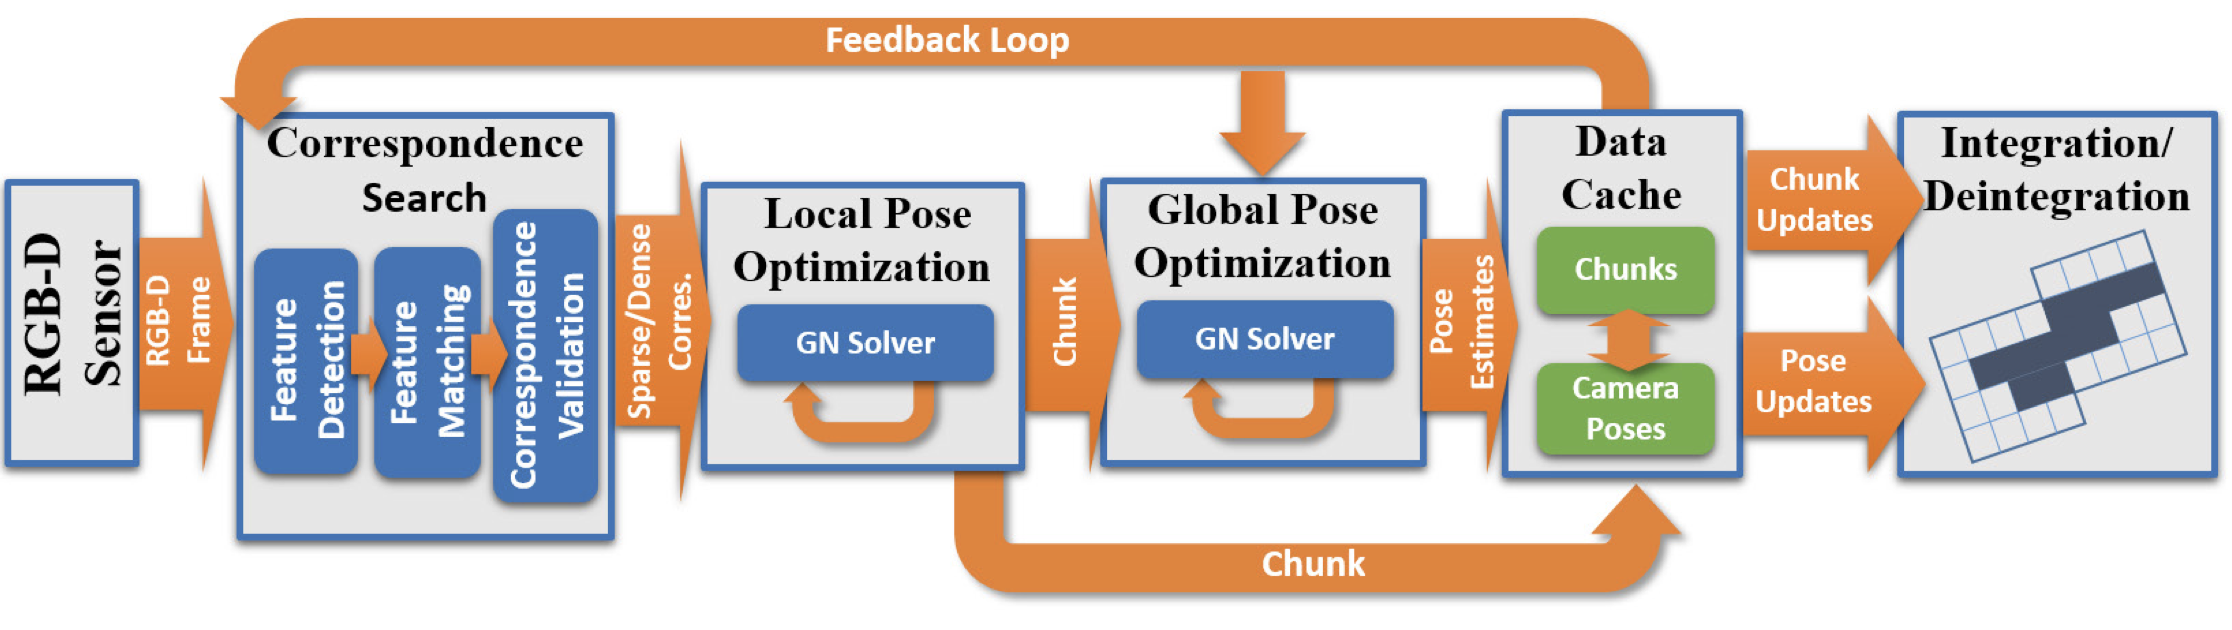 Feedback Loop
RGB-D
Sensor
RGB-D
Frame
Correspondence
Search
Feature
Detection
Feature
Matching
Correspondence
Validation
Sparse/Dense
Corres.
Local Pose
Optimization
GN Solver
Chunk
Global Pose
Optimization
GN Solver
Pose
Estimates
Data
Cache
Chunks
Camera
Poses
Chunk
Updates
Pose
Updates
Integration/
Deintegration
Chunk